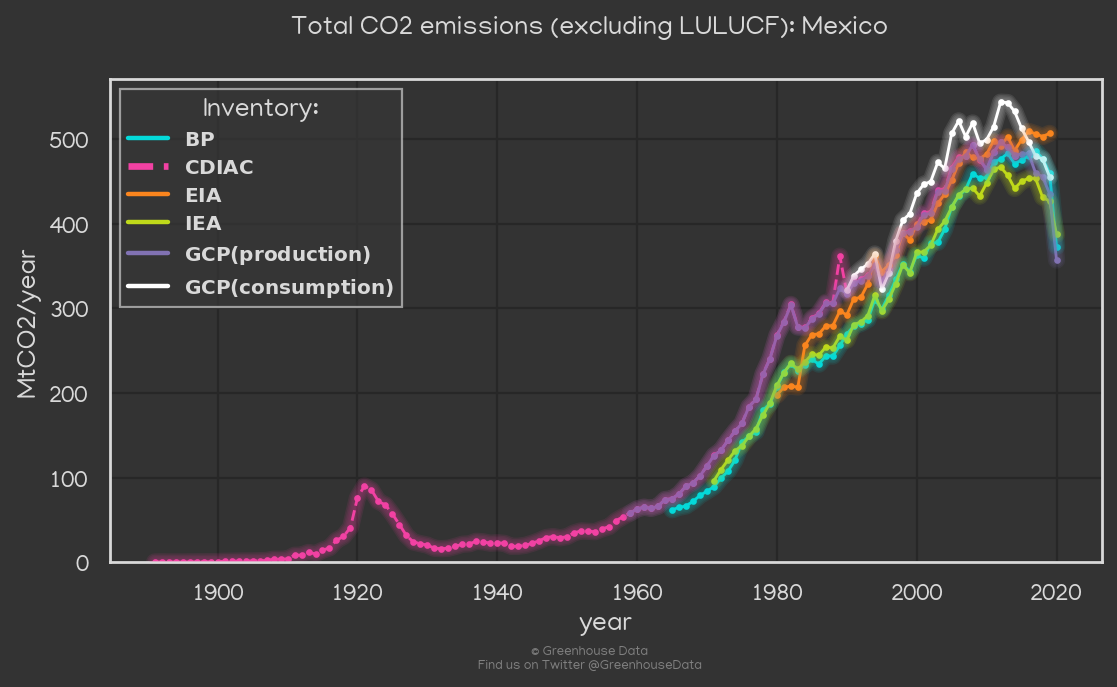 Total CO2 emissions (excluding LULUCF): Mexico
Inventory:
BP
CDIAC
EIA
IEA
GCP(production)
GCP(consumption)
MtCO2/year
500
400
300
200
100
0
1900 1920 1940 1960 1980 2000 2020
year
© Greenhouse Data
Find us on Twitter @GreenhouseData